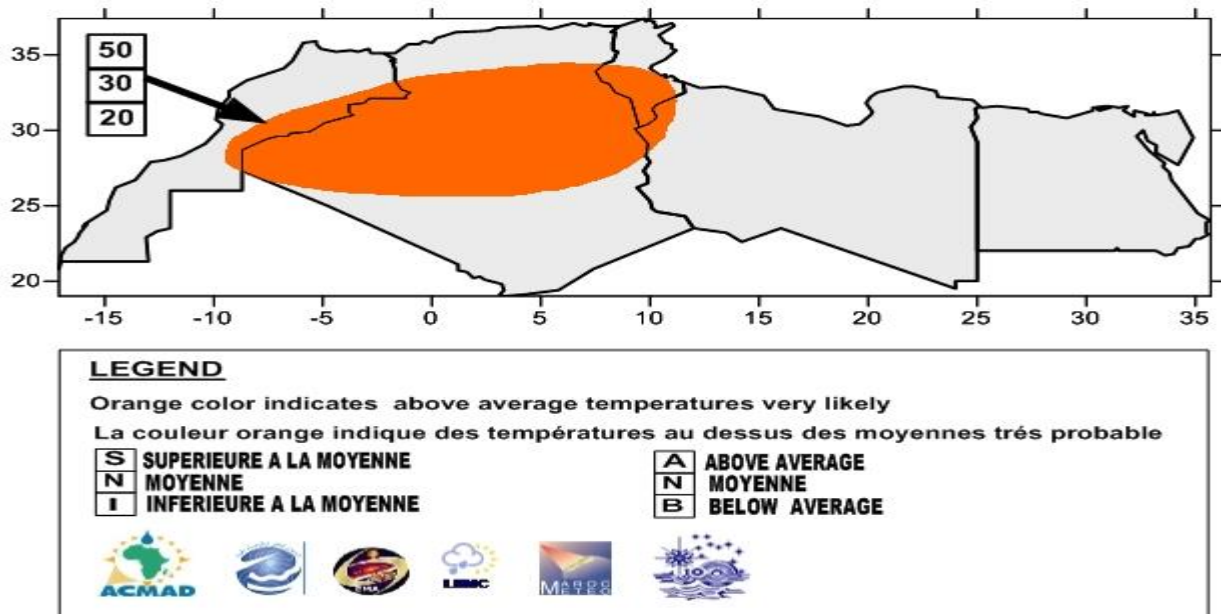 35
30
25
20
50
30
20
-15 -10 -5 0 5 10 15 20 25 30 35
LEGEND
Orange color indicates above average temperatures very likely
La couleur orange indique des températures au dessus des moyennes trés probable
S SUPERIEURE A LA MOYENNE
N MOYENNE
I INFERIEURE A LA MOYENNE
A ABOVE AVERAGE
N MOYENNE
B BELOW AVERAGE
ACMAD
MAROC
METEO